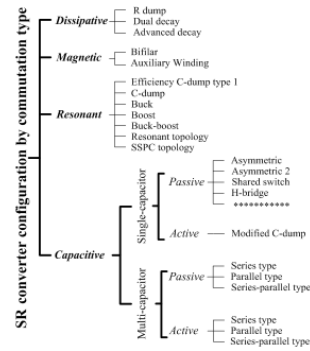 SR converter configuration by commutation type
Dissipative
R dump
Dual decay
Advanced decay
Magnetic
Bifilar
Auxiliary Winding
Resonant
Efficiency C-dump type 1
C-dump
Buck
Boost
Buck-boost
Resonant topology
SSPC topology
Capacitive
Single-capacitor
Passive
Asymmetric
Asymmetric 2
Shared switch
H-bridge
***********
Active
Modified C-dump
Multi-capacitor
Passive
Series type
Parallel type
Series-parallel type
Active
Series type
Parallel type
Series-parallel type